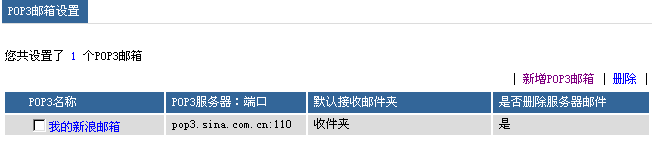 POP3邮箱设置
您共设置了 1 个POP3邮箱
| 新增POP3邮箱 | 删除 |
POP3名称 POP3服务器：端口 默认接收邮件夹 是否删除服务器邮件
我的新浪邮箱 pop3.sina.com.cn:110 收件夹 是